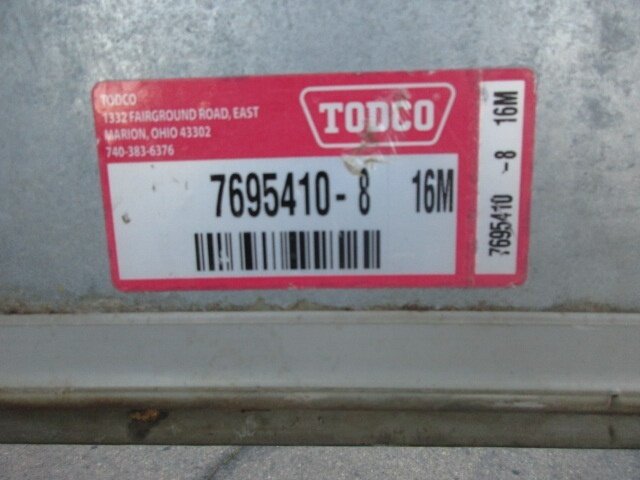 TODCO
1332 FAIRGROUND ROAD, EAST
MARION, OHIO 43302
740-383-6376
TODCO
7695410-8 16M
7695410 -8 16M